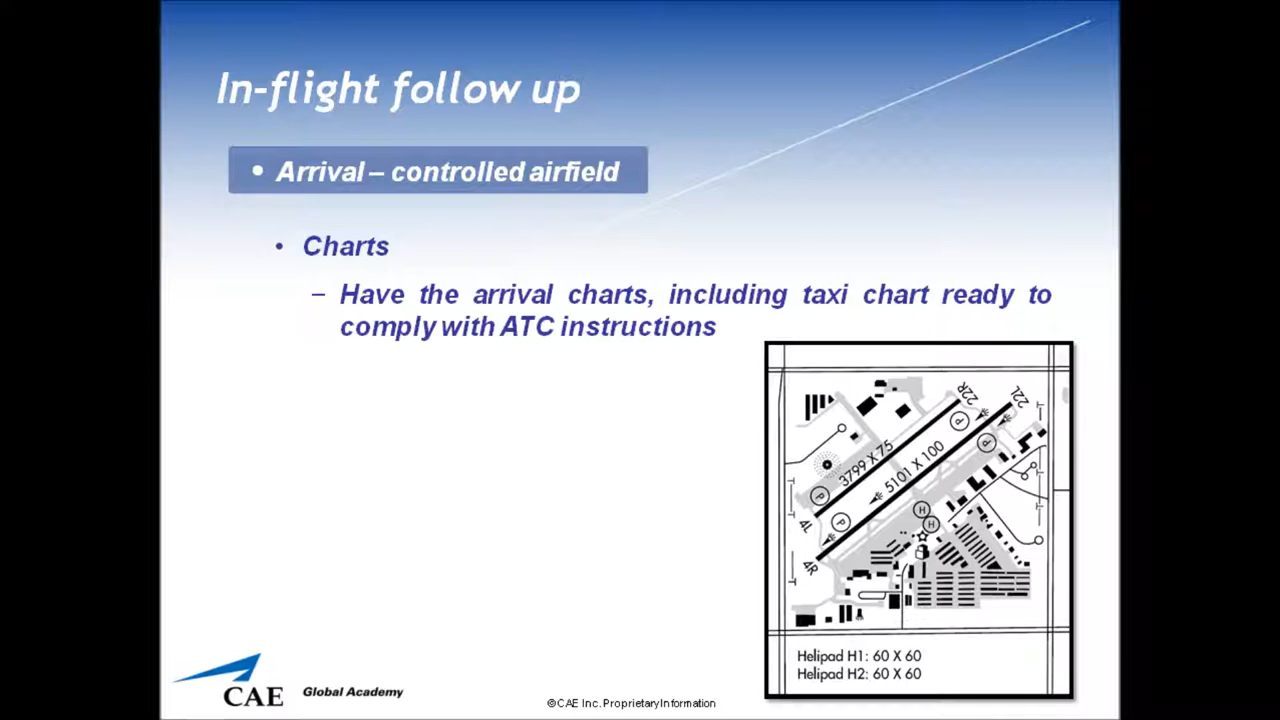 In-flight follow up
• Arrival – controlled airfield
• Charts
– Have the arrival charts, including taxi chart ready to
comply with ATC instructions
22R
22L
P
P
3799 X 75
5101 X 100
P
P
H
H
4L
4R
Helipad H1: 60 X 60
Helipad H2: 60 X 60
CAE Global Academy
©CAE Inc. Proprietary Information